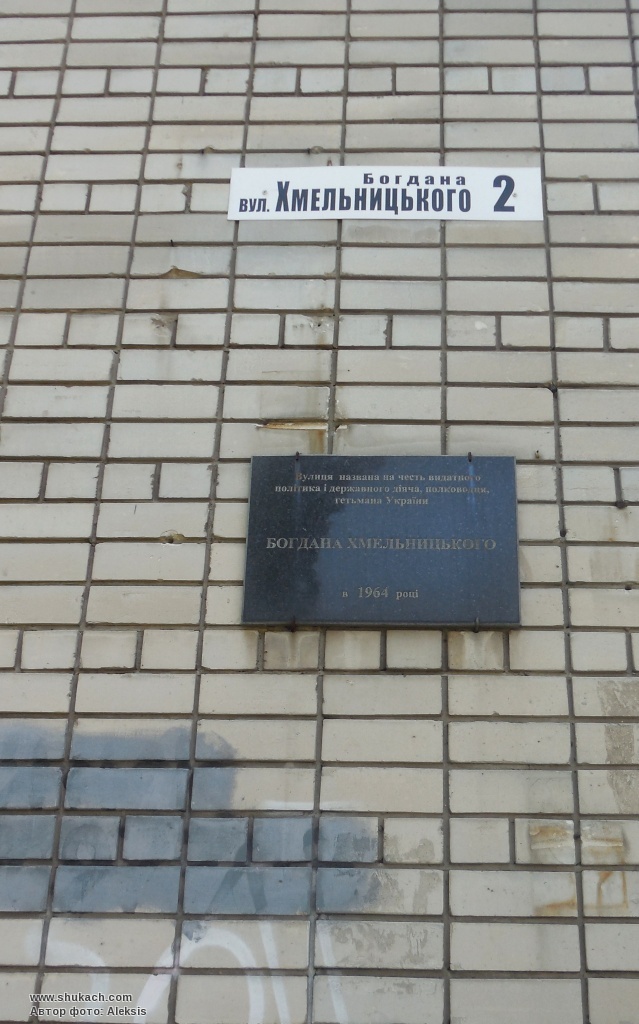 Богдана
вул. Хмельницького 2
Вулиця названа на честь видатного
політика і державного діяча, полководця,
гетьмана України
БОГДАНА ХМЕЛЬНИЦЬКОГО
в 1964 році
www.shukach.com
Автор фото: Aleksis